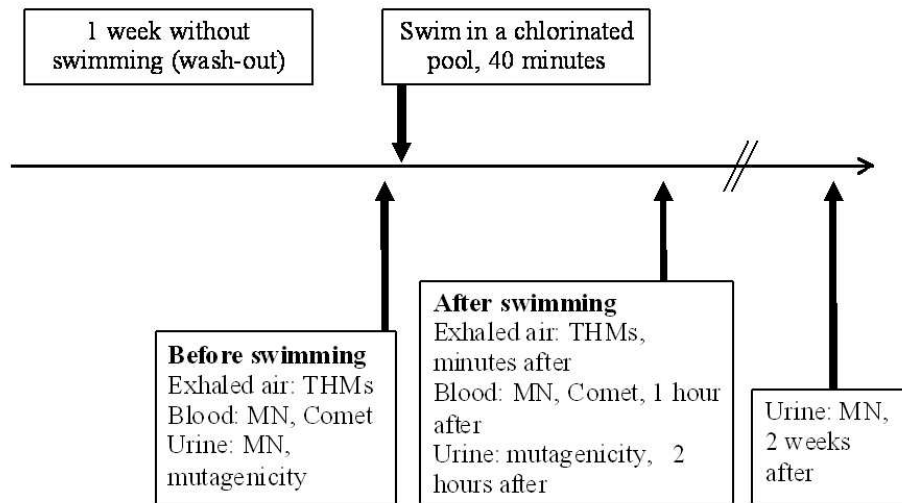 1 week without
swimming (wash-out)
Swim in a chlorinated
pool, 40 minutes
Before swimming
Exhaled air: THMs
Blood: MN, Comet
Urine: MN,
mutagenicity
After swimming
Exhaled air: THMs,
minutes after
Blood: MN, Comet, 1 hour
after
Urine: mutagenicity, 2
hours after
Urine: MN,
2 weeks
after